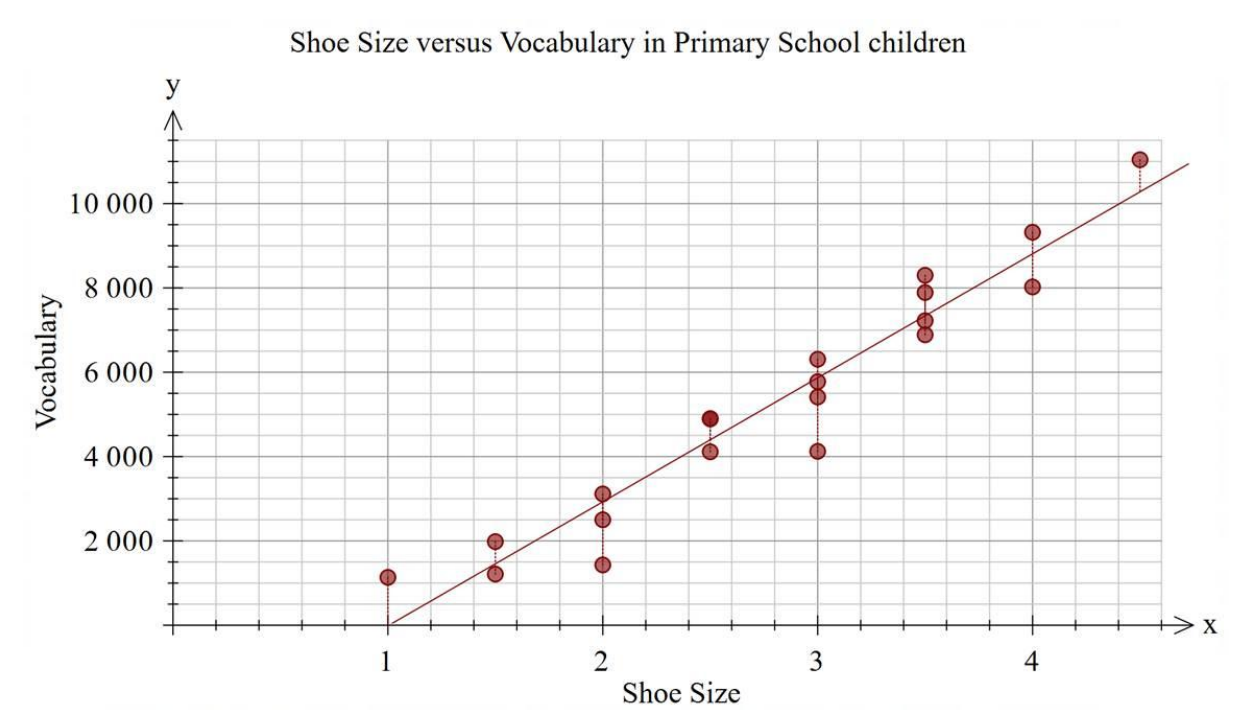 Shoe Size versus Vocabulary in Primary School children
y
10 000
8 000
6 000
4 000
2 000
Vocabulary
x
1 2 3 4
Shoe Size